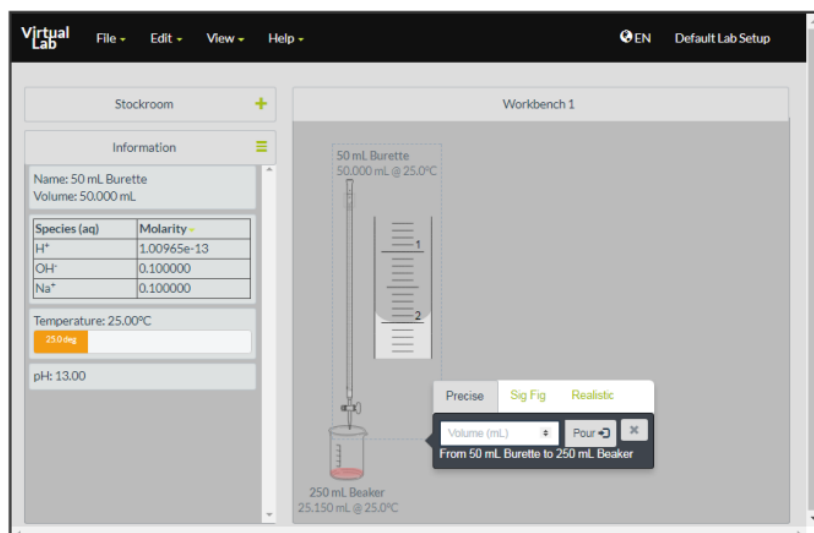 Virtual Lab File Edit View Help EN Default Lab Setup
Stockroom
Information
Name: 50 mL Burette
Volume: 50.000 mL
Species (aq) Molarity
H⁺ 1.00965e-13
OH⁻ 0.100000
Na⁺ 0.100000
Temperature: 25.00°C
25.0 deg
pH: 13.00
Workbench 1
50 mL Burette
50.000 mL @ 25.0°C
1
2
Precise Sig Fig Realistic
Volume (mL) Pour
From 50 mL Burette to 250 mL Beaker
250 mL Beaker
25.150 mL @ 25.0°C